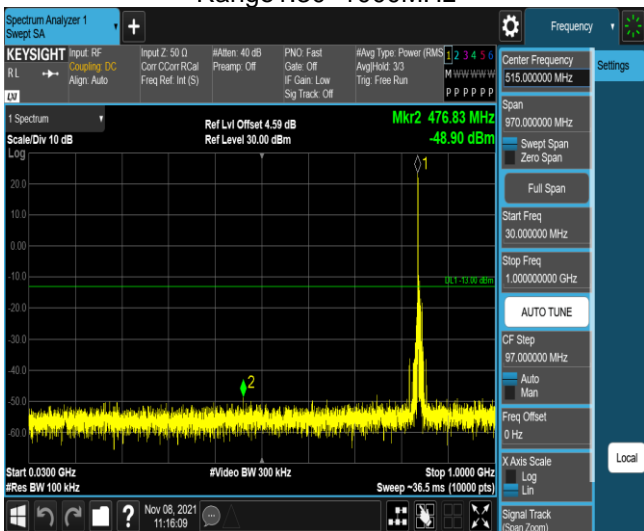 Spectrum Analyzer 1
Swept SA
Frequency
KEYSIGHT
RL
LXI
Input: RF
Coupling: DC
Align: Auto
Input Z: 50 Ω
Corr CCorr RCal
Freq Ref: Int (S)
#Atten: 40 dB
Preamp: Off
PNO: Fast
Gate: Off
IF Gain: Low
Sig Track: Off
#Avg Type: Power (RMS
Avg|Hold: 3/3
Trig: Free Run
1 2 3 4 5 6
M W W W W W
P P P P P P
1 Spectrum
Scale/Div 10 dB
Log
Ref Lvl Offset 4.59 dB
Ref Level 30.00 dBm
Mkr2 476.83 MHz
-48.90 dBm
20.0
10.0
0.00
-10.0
-20.0
-30.0
-40.0
-50.0
-60.0
1
DL1 -13.00 dBm
2
Start 0.0300 GHz
#Res BW 100 kHz
#Video BW 300 kHz
Stop 1.0000 GHz
Sweep ~36.5 ms (10000 pts)
Center Frequency
515.000000 MHz
Settings
Span
970.000000 MHz
Swept Span
Zero Span
Full Span
Start Freq
30.000000 MHz
Stop Freq
1.000000000 GHz
AUTO TUNE
CF Step
97.000000 MHz
Auto
Man
Freq Offset
0 Hz
X Axis Scale
Log
Lin
Local
Signal Track
(Span Zoom)
?
Nov 08, 2021
11:16:09